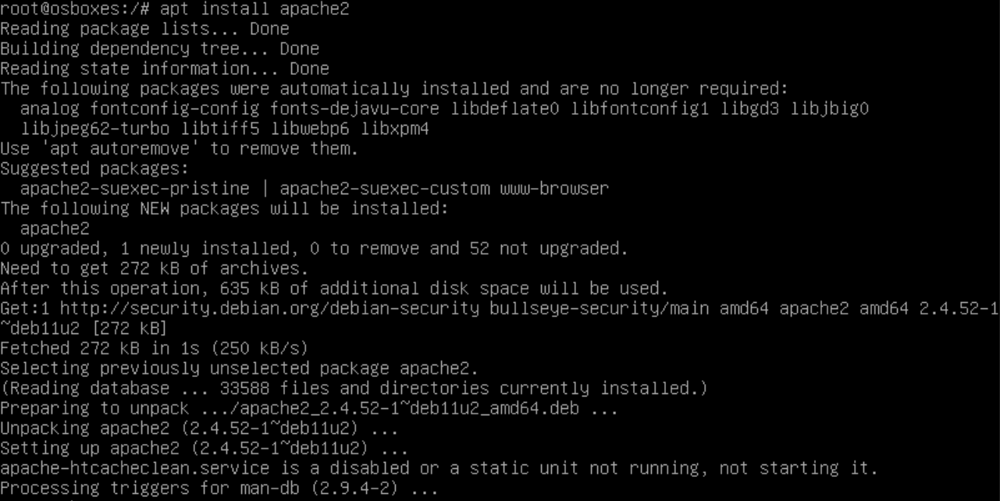 root@osboxes:/# apt install apache2
Reading package lists... Done
Building dependency tree... Done
Reading state information... Done
The following packages were automatically installed and are no longer required:
  analog fontconfig-config fonts-dejavu-core libdeflate0 libfontconfig1 libgd3 libjbig0
  libjpeg62-turbo libtiff5 libwebp6 libxpm4
Use 'apt autoremove' to remove them.
Suggested packages:
  apache2-suexec-pristine | apache2-suexec-custom www-browser
The following NEW packages will be installed:
  apache2
0 upgraded, 1 newly installed, 0 to remove and 52 not upgraded.
Need to get 272 kB of archives.
After this operation, 635 kB of additional disk space will be used.
Get:1 http://security.debian.org/debian-security bullseye-security/main amd64 apache2 amd64 2.4.52-1
~deb11u2 [272 kB]
Fetched 272 kB in 1s (250 kB/s)
Selecting previously unselected package apache2.
(Reading database ... 33588 files and directories currently installed.)
Preparing to unpack .../apache2_2.4.52-1~deb11u2_amd64.deb ...
Unpacking apache2 (2.4.52-1~deb11u2) ...
Setting up apache2 (2.4.52-1~deb11u2) ...
apache-htcacheclean.service is a disabled or a static unit not running, not starting it.
Processing triggers for man-db (2.9.4-2) ...